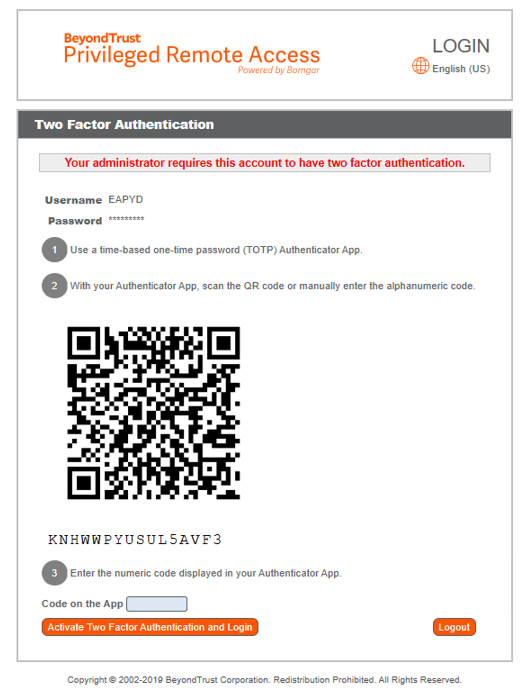 BeyondTrust
Privileged Remote Access
Powered by Bomgar
LOGIN
English (US)
Two Factor Authentication
Your administrator requires this account to have two factor authentication.
Username EAPYD
Password *********
1 Use a time-based one-time password (TOTP) Authenticator App.
2 With your Authenticator App, scan the QR code or manually enter the alphanumeric code.
KNHWWPYUSUL5AVF3
3 Enter the numeric code displayed in your Authenticator App.
Code on the App
Activate Two Factor Authentication and Login
Logout
Copyright © 2002-2019 BeyondTrust Corporation. Redistribution Prohibited. All Rights Reserved.